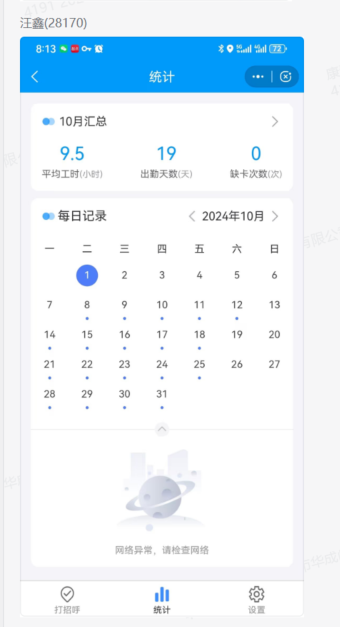 汪鑫(28170)
8:13
72
统计
10月汇总
9.5 19 0
平均工时(小时) 出勤天数(天) 缺卡次数(次)
每日记录 2024年10月
一 二 三 四 五 六 日
1 2 3 4 5 6
7 8 9 10 11 12 13
14 15 16 17 18 19 20
21 22 23 24 25 26 27
28 29 30 31
网络异常，请检查网络
打招呼 统计 设置